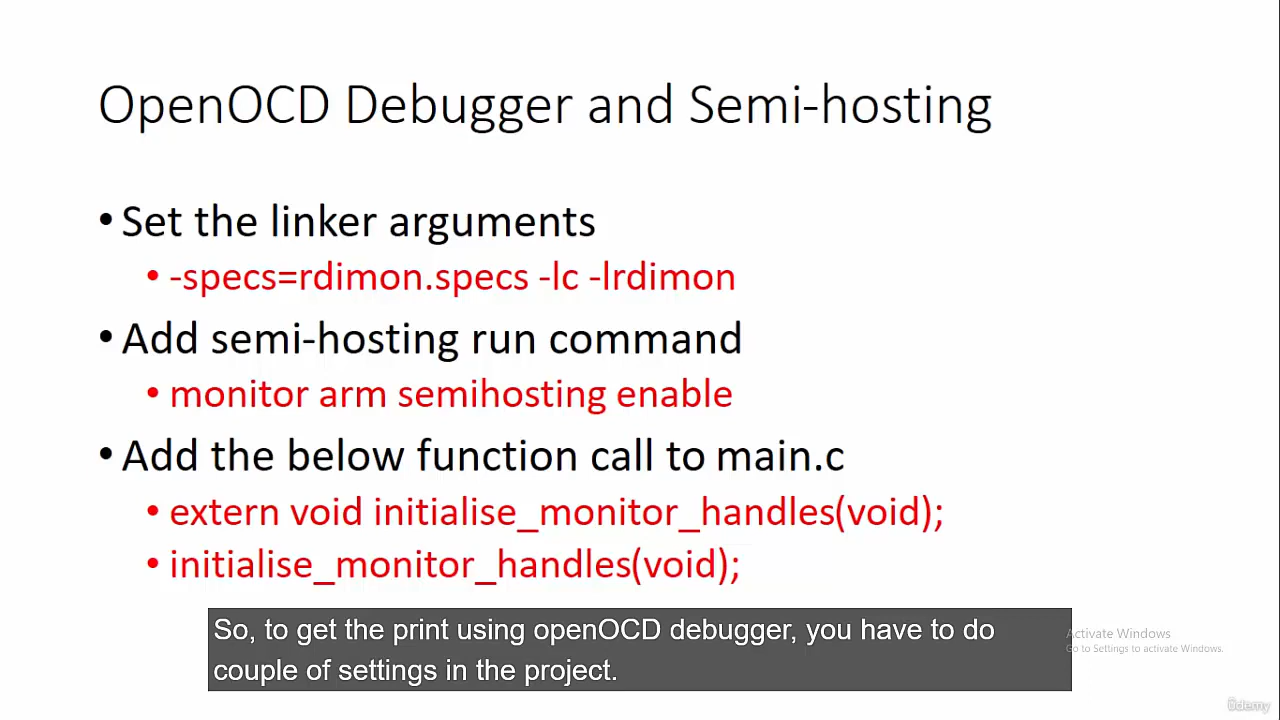 OpenOCD Debugger and Semi-hosting
• Set the linker arguments
• -specs=rdimon.specs -lc -lrdimon
• Add semi-hosting run command
• monitor arm semihosting enable
• Add the below function call to main.c
• extern void initialise_monitor_handles(void);
• initialise_monitor_handles(void);
So, to get the print using openOCD debugger, you have to do
couple of settings in the project.
Activate Windows
Go to Settings to activate Windows.
ûdemy